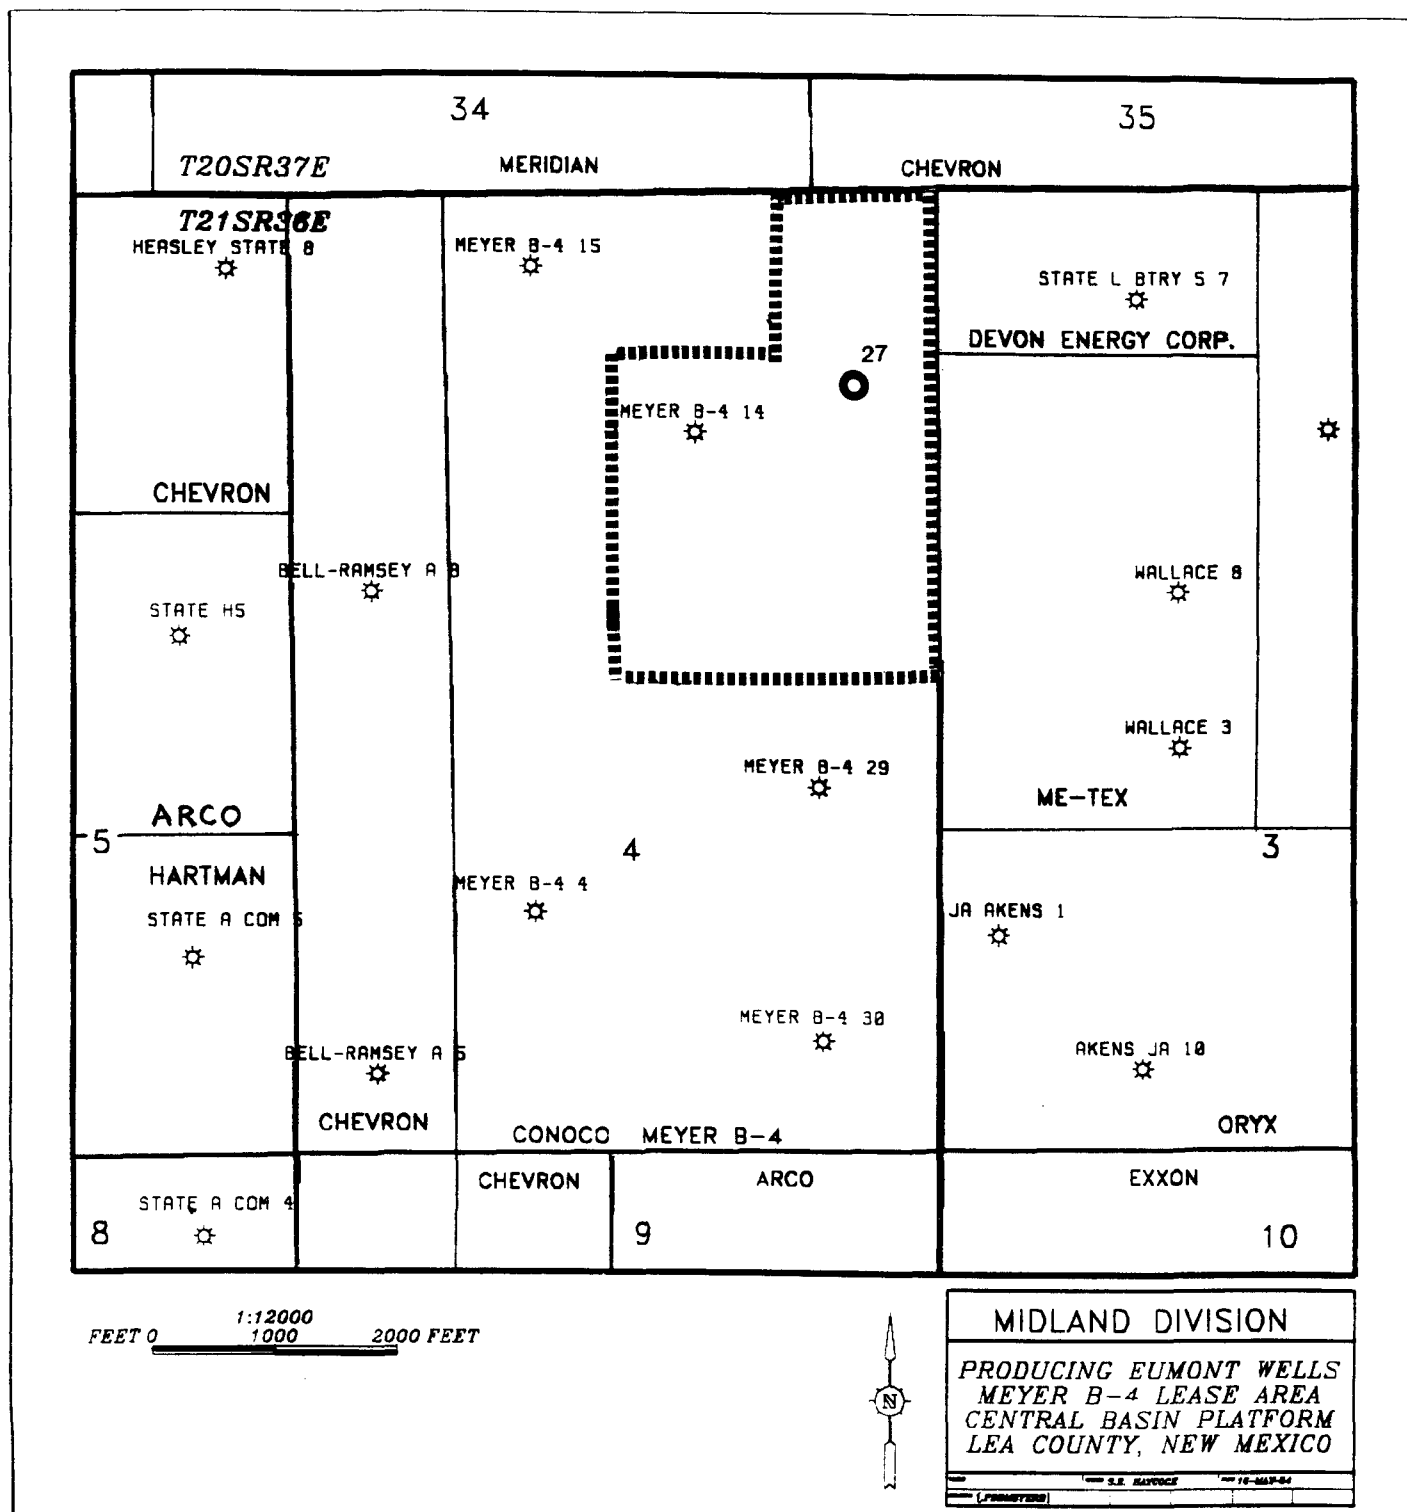 34
35
T20SR37E
MERIDIAN
CHEVRON
T21SR36E
HEASLEY STATE 8
MEYER B-4 15
STATE L BTRY S 7
DEVON ENERGY CORP.
27
MEYER B-4 14
CHEVRON
BELL-RAMSEY A 8
WALLACE 8
STATE H5
WALLACE 3
MEYER B-4 29
ME-TEX
ARCO
5
4
3
HARTMAN
MEYER B-4 4
STATE A COM 5
JA AKENS 1
MEYER B-4 30
BELL-RAMSEY A 5
AKENS JA 10
CHEVRON
CONOCO MEYER B-4
ORYX
CHEVRON
ARCO
EXXON
STATE A COM 4
8
9
10
1:12000
FEET 0 1000 2000 FEET
N
MIDLAND DIVISION
PRODUCING EUMONT WELLS
MEYER B-4 LEASE AREA
CENTRAL BASIN PLATFORM
LEA COUNTY, NEW MEXICO